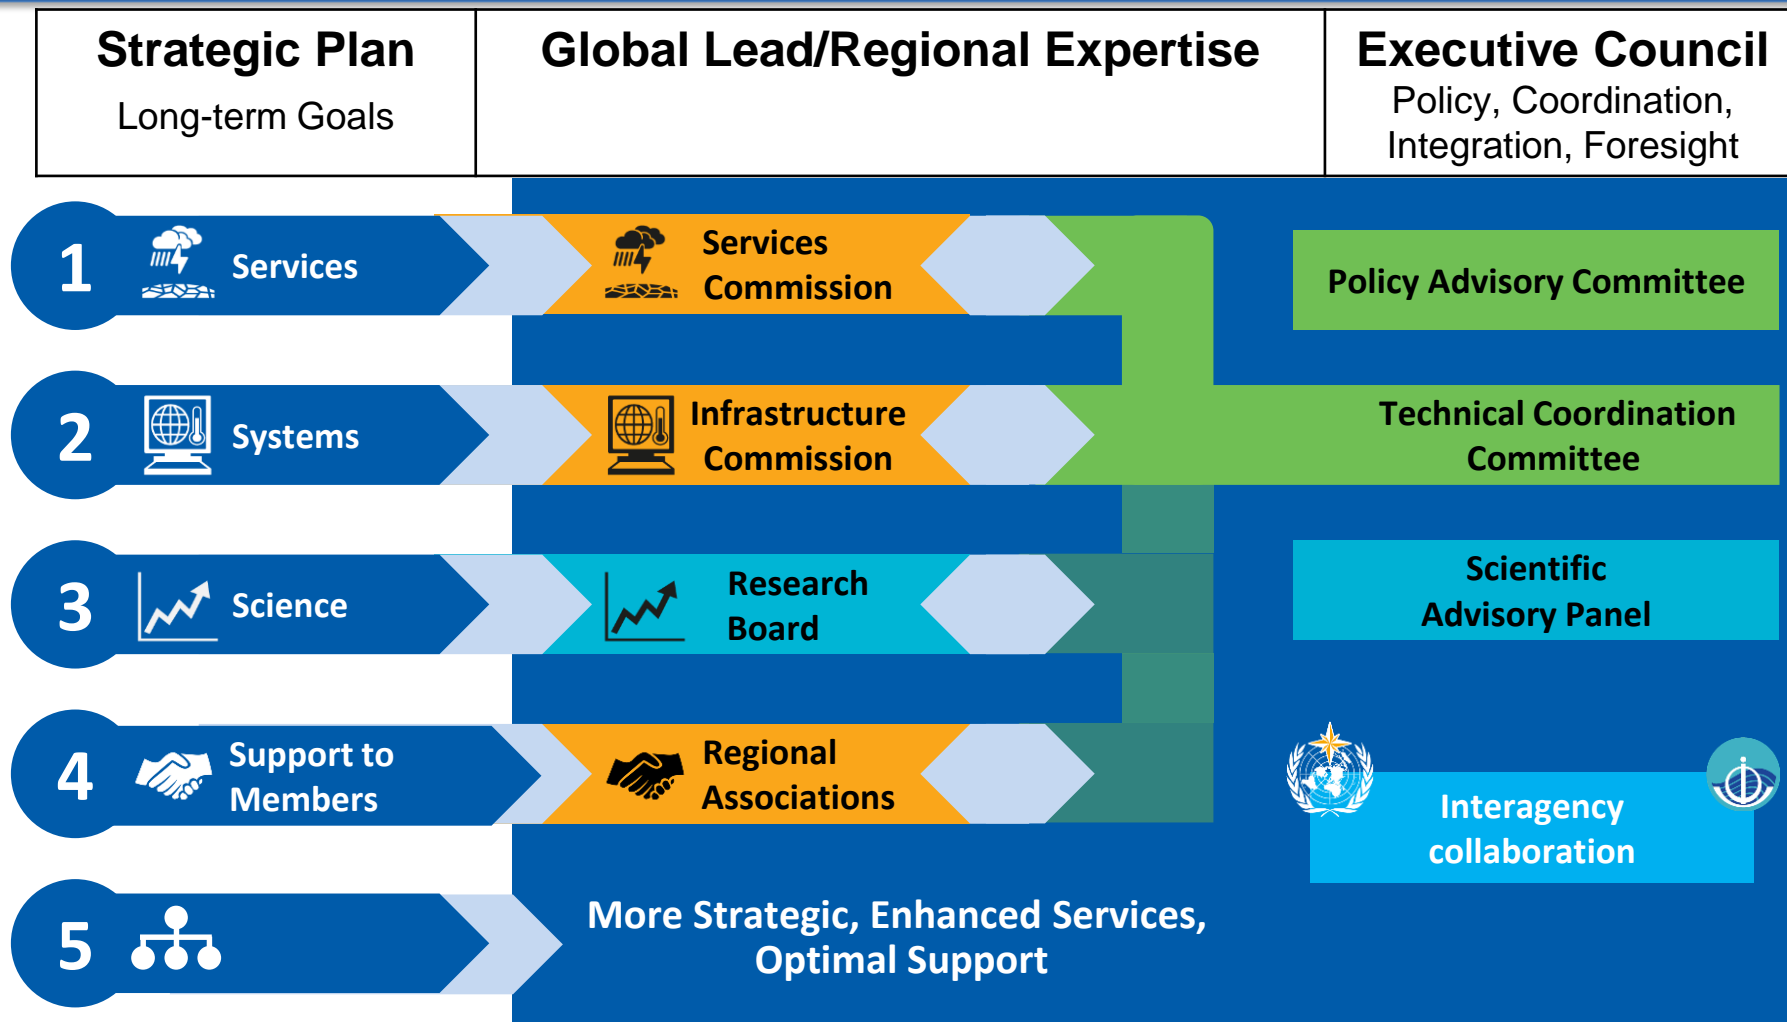 Strategic Plan
Long-term Goals
Global Lead/Regional Expertise
Executive Council
Policy, Coordination,
Integration, Foresight
1
Services
Services
Commission
Policy Advisory Committee
2
Systems
Infrastructure
Commission
Technical Coordination
Committee
3
Science
Research
Board
Scientific
Advisory Panel
4
Support to
Members
Regional
Associations
Interagency
collaboration
5
More Strategic, Enhanced Services,
Optimal Support